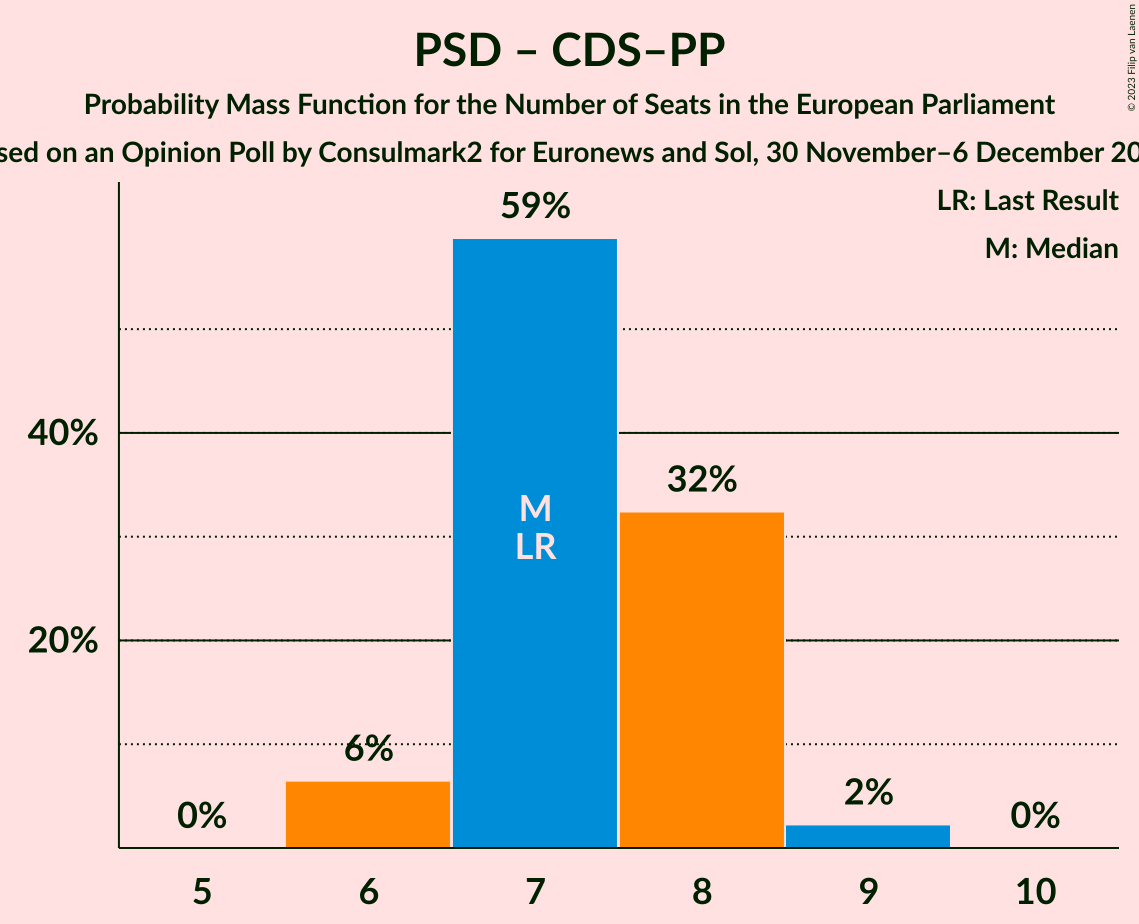 PSD – CDS–PP
Probability Mass Function for the Number of Seats in the European Parliament
on an Opinion Poll by Consulmark2 for Euronews and Sol, 30 November–6 December
© 2023 Filip van Laenen
LR: Last Result
M: Median
59%
40%
32%
M
LR
20%
6%
2%
0%
0%
5 6 7 8 9 10